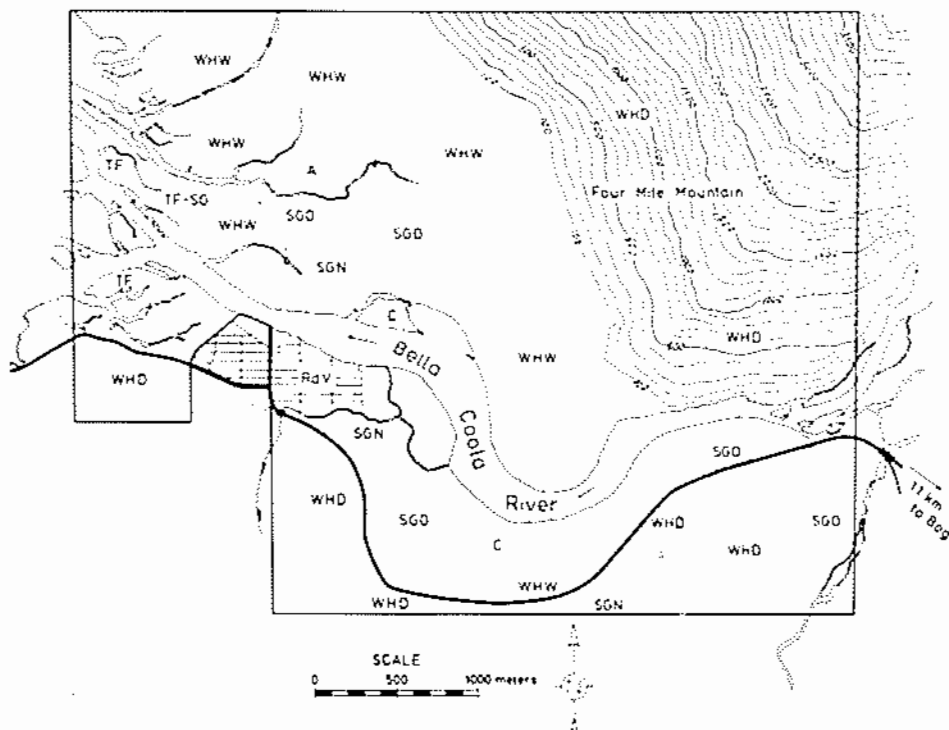 WHW
WHW
WHD
WHW
WHW
TF
A
Four Mile Mountain
TF-SG
SGD
WHW
SGD
SGN
TF
C
Bella
WHD
WHW
WHD
RdV
Coola
SGN
SGD
River
WHD
SGD
WHD
SGD
C
WHD
11 km
to Bog
WHW
WHD
SGN
SCALE
0 500 1000 meters